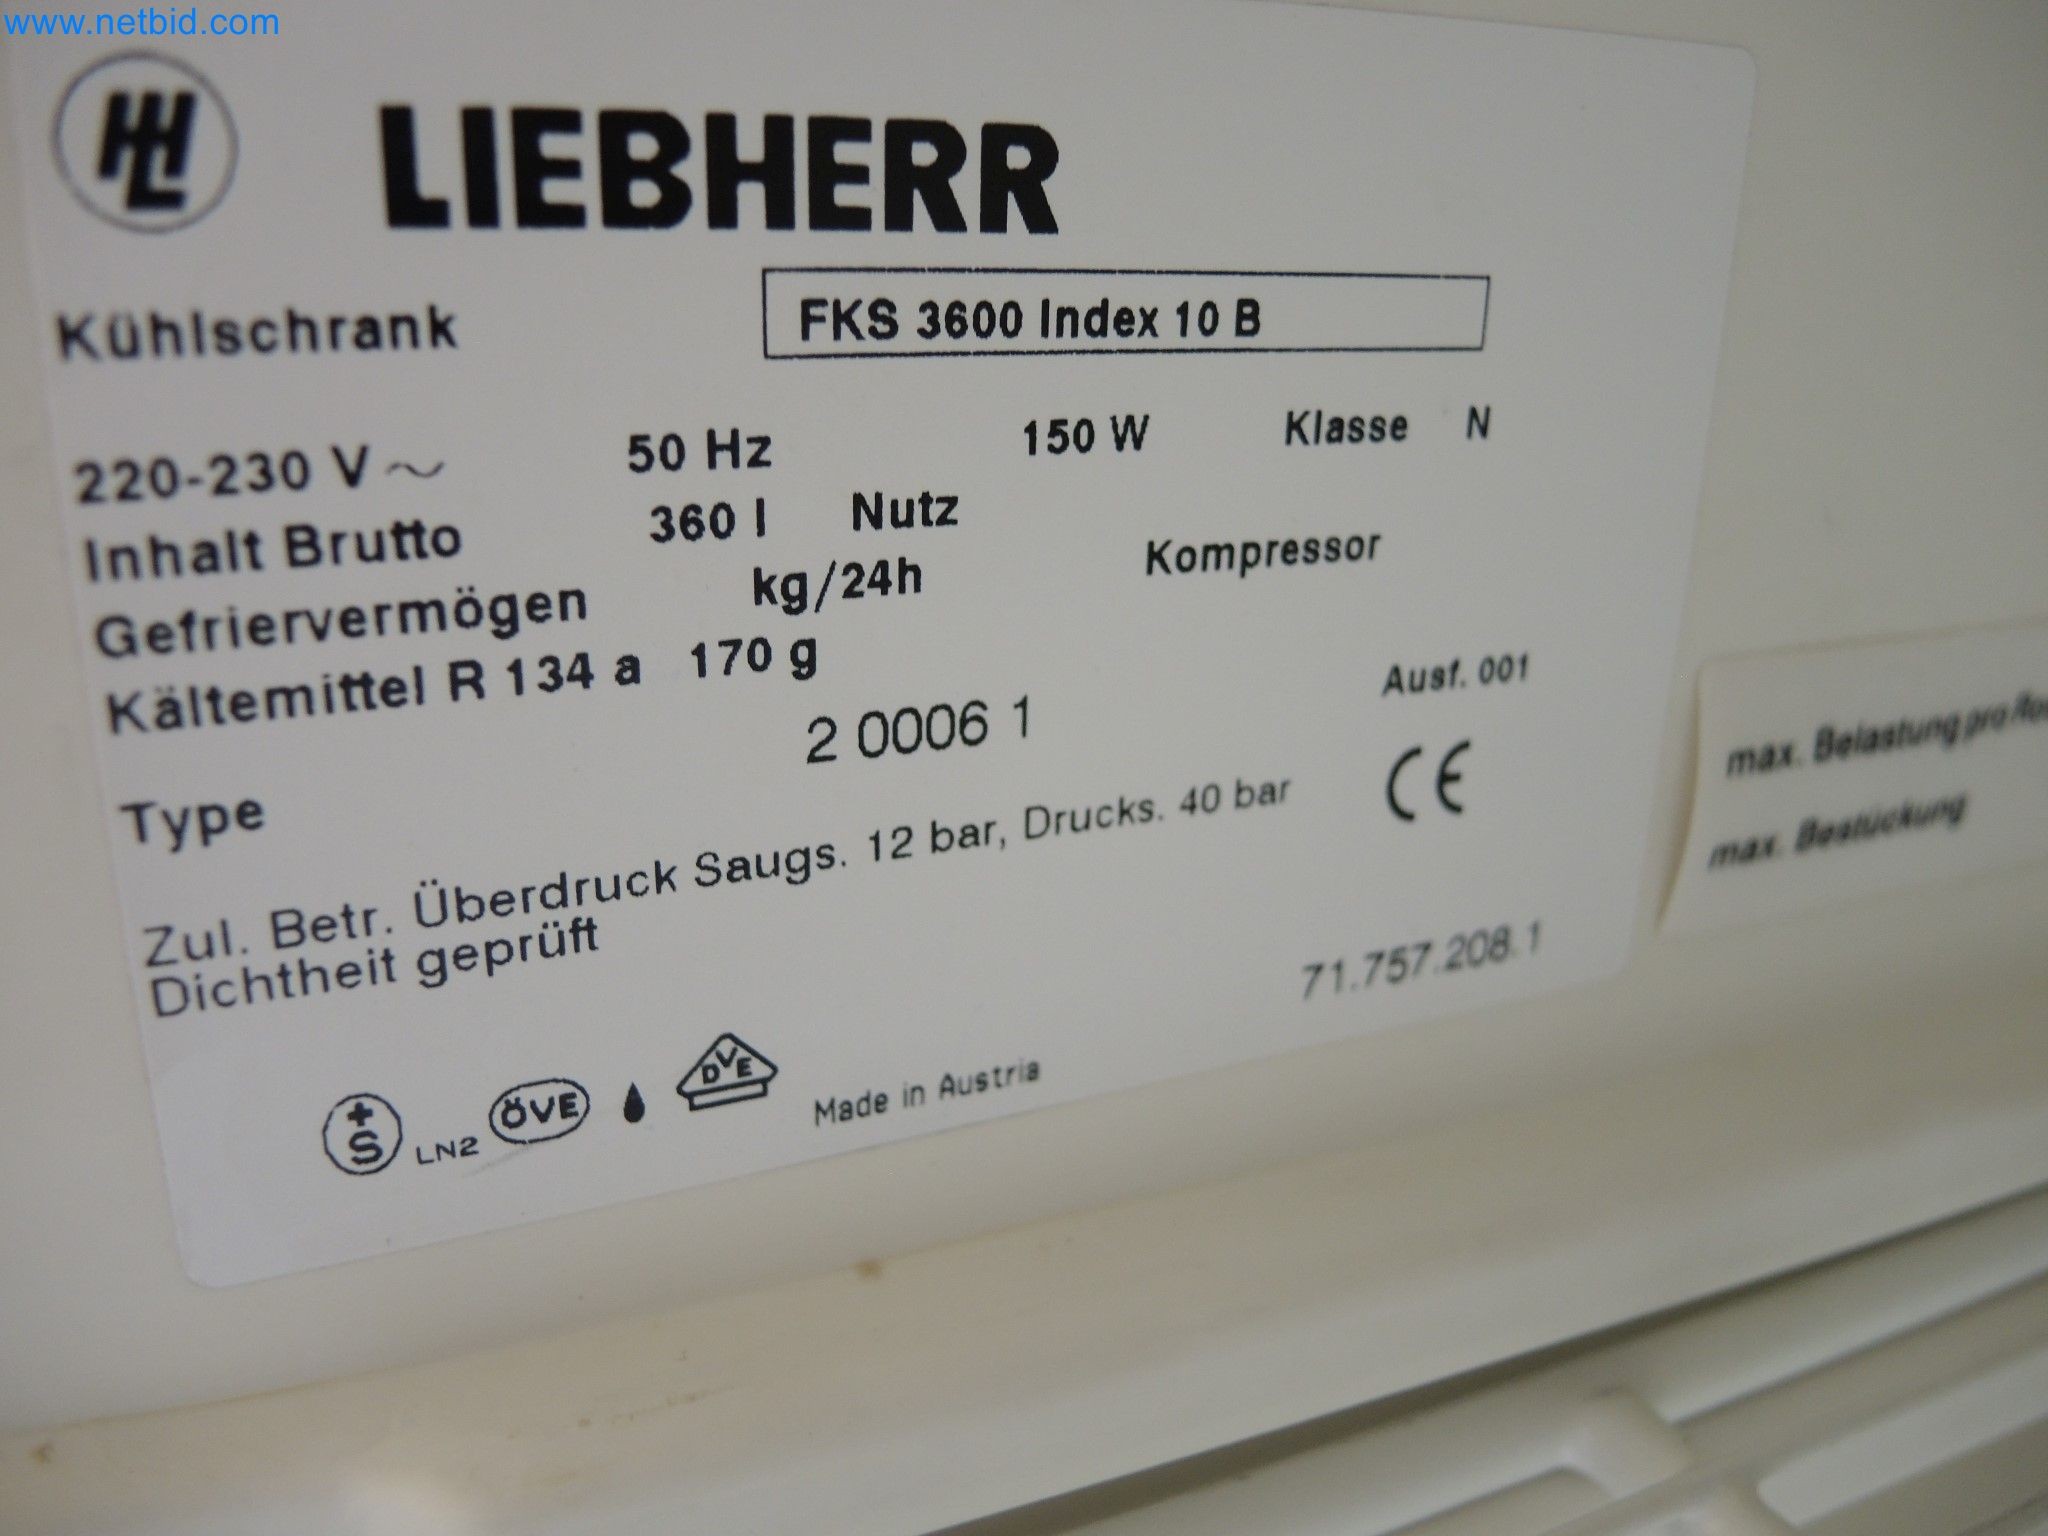 www.netbid.com
LIEBHERR
Kühlschrank FKS 3600 Index 10 B
220-230 V~ 50 Hz 150 W Klasse N
Inhalt Brutto 360 l Nutz
Gefriervermögen kg/24h Kompressor
Kältemittel R 134 a 170 g
Ausf. 001
Type 2 0006 1
Zul. Betr. Überdruck Saugs. 12 bar, Drucks. 40 bar
CE
Dichtheit geprüft
71.757.208.1
+S LN2 ÖVE DVE Made in Austria
max. Belastung pro
max. Bestückung